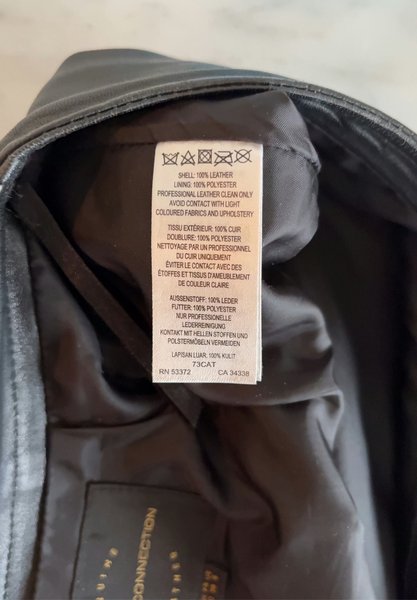 SHELL: 100% LEATHER
LINING: 100% POLYESTER
PROFESSIONAL LEATHER CLEAN ONLY
AVOID CONTACT WITH LIGHT
COLOURED FABRICS AND UPHOLSTERY
TISSU EXTÉRIEUR: 100% CUIR
DOUBLURE: 100% POLYESTER
NETTOYAGE PAR UN PROFESSIONNEL
DU CUIR UNIQUEMENT
ÉVITER LE CONTACT AVEC DES
ÉTOFFES ET TISSUS D'AMEUBLEMENT
DE COULEUR CLAIRE
AUSSENSTOFF: 100% LEDER
FUTTER: 100% POLYESTER
NUR PROFESSIONELLE
LEDERREINIGUNG
KONTAKT MIT HELLEN STOFFEN UND
POLSTERMÖBELN VERMEIDEN
LAPISAN LUAR, 100% KULIT
73CAT
RN 53372 CA 34338
CONNECTION